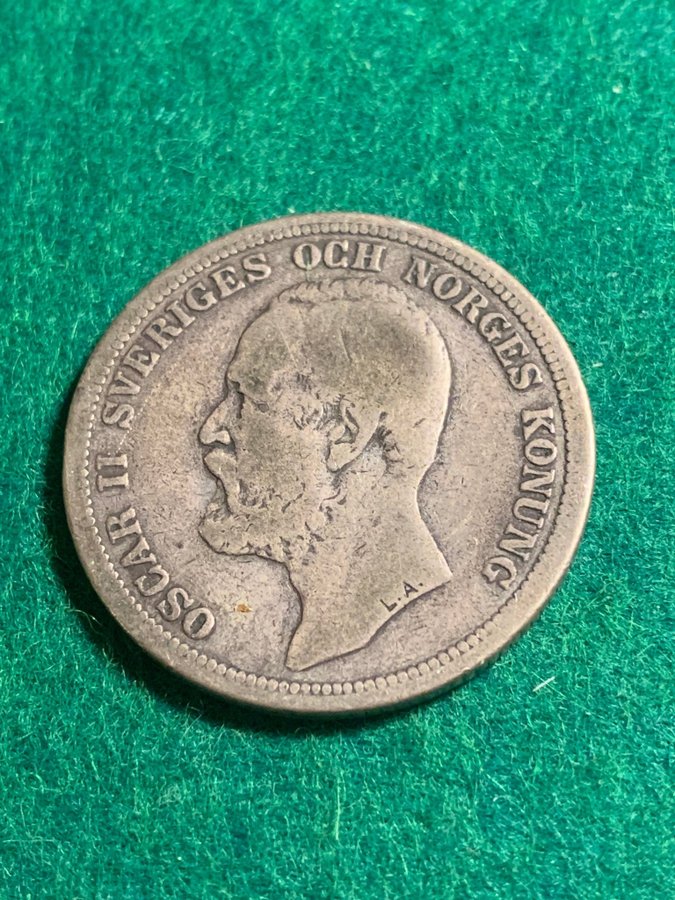 OSCAR II SVERIGES OCH NORGES KONUNG
L.A.